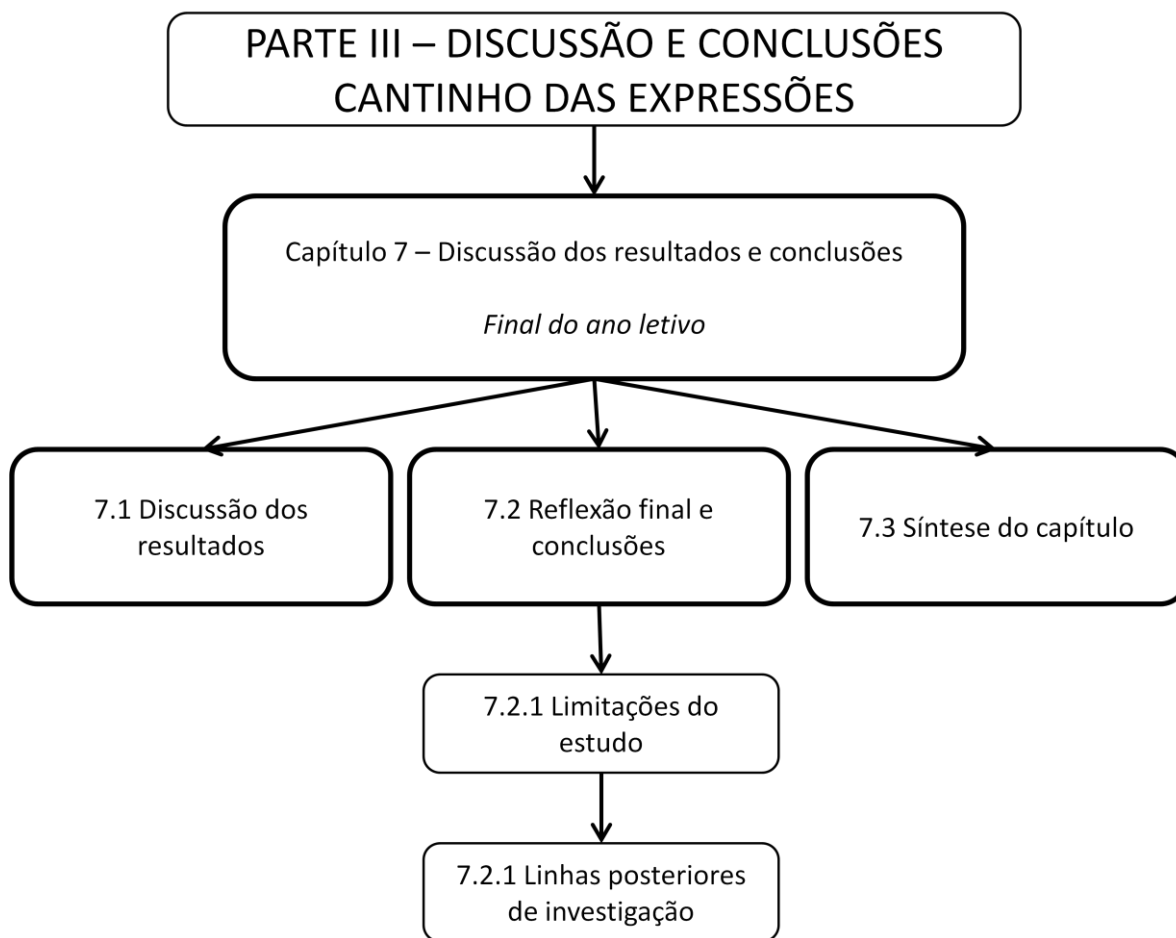 PARTE III – DISCUSSÃO E CONCLUSÕES
CANTINHO DAS EXPRESSÕES
Capítulo 7 – Discussão dos resultados e conclusões
Final do ano letivo
7.1 Discussão dos
resultados
7.2 Reflexão final e
conclusões
7.3 Síntese do capítulo
7.2.1 Limitações do
estudo
7.2.1 Linhas posteriores
de investigação